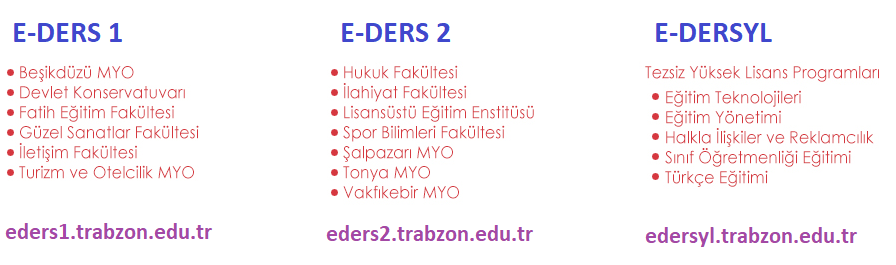 E-DERS 1
• Beşikdüzü MYO
• Devlet Konservatuvarı
• Fatih Eğitim Fakültesi
• Güzel Sanatlar Fakültesi
• İletişim Fakültesi
• Turizm ve Otelcilik MYO
eders1.trabzon.edu.tr
E-DERS 2
• Hukuk Fakültesi
• İlahiyat Fakültesi
• Lisansüstü Eğitim Enstitüsü
• Spor Bilimleri Fakültesi
• Şalpazarı MYO
• Tonya MYO
• Vakfıkebir MYO
eders2.trabzon.edu.tr
E-DERSYL
Tezsiz Yüksek Lisans Programları
• Eğitim Teknolojileri
• Eğitim Yönetimi
• Halkla İlişkiler ve Reklamcılık
• Sınıf Öğretmenliği Eğitimi
• Türkçe Eğitimi
edersyl.trabzon.edu.tr